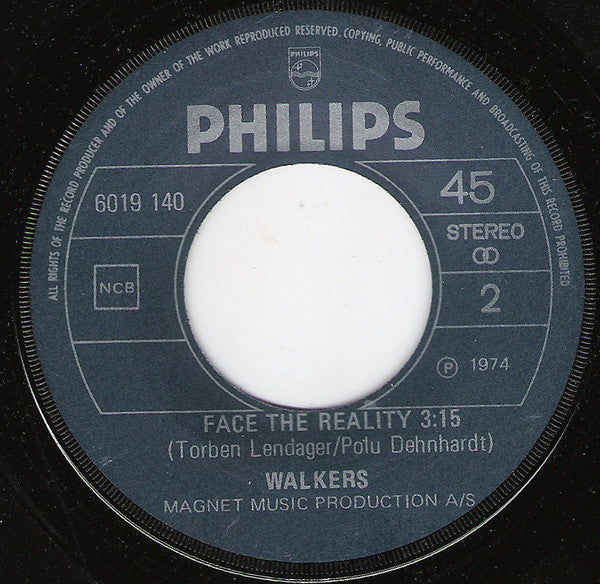 ALL RIGHTS OF THE RECORD PRODUCER AND OF THE OWNER OF THE WORK REPRODUCED RESERVED. COPYING, PUBLIC PERFORMANCE AND BROADCASTING OF THIS RECORD PROHIBITED
PHILIPS
PHILIPS
6019 140
45
STEREO
NCB
2
Ⓟ 1974
FACE THE REALITY 3:15
(Torben Lendager/Polu Dehnhardt)
WALKERS
MAGNET MUSIC PRODUCTION A/S